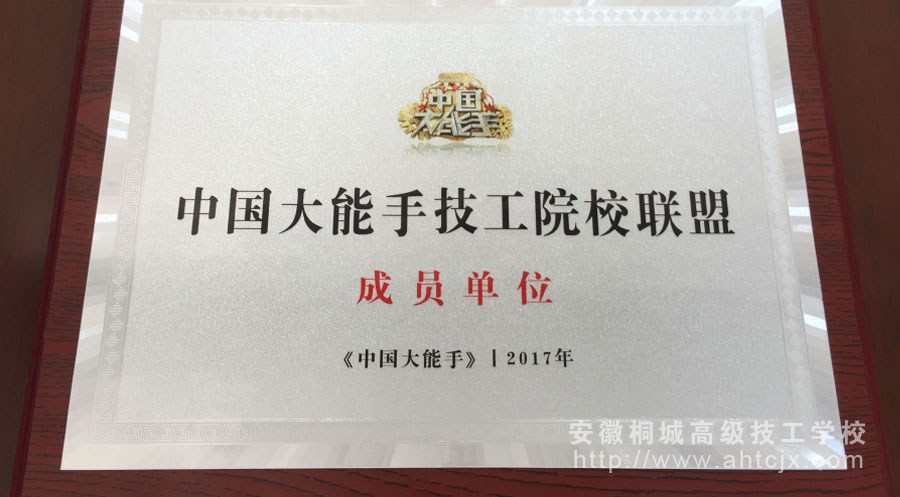 中国
大能手
中国大能手技工院校联盟
成员单位
《中国大能手》丨2017年
安徽桐城高级技工学校
http://www.ahtcjx.com